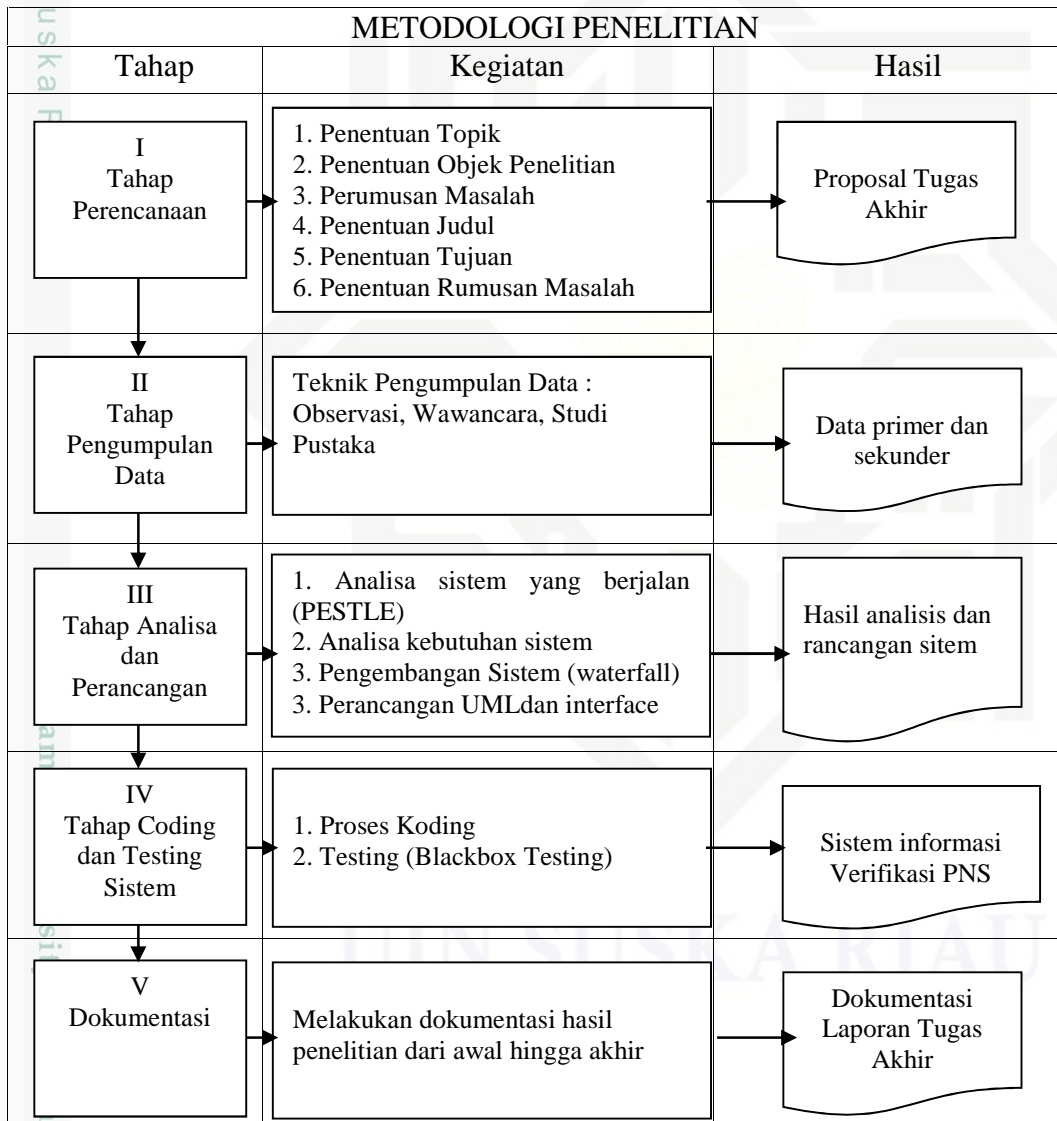 METODOLOGI PENELITIAN
Tahap
Kegiatan
Hasil
I
Tahap
Perencanaan
1. Penentuan Topik
2. Penentuan Objek Penelitian
3. Perumusan Masalah
4. Penentuan Judul
5. Penentuan Tujuan
6. Penentuan Rumusan Masalah
Proposal Tugas
Akhir
II
Tahap
Pengumpulan
Data
Teknik Pengumpulan Data :
Observasi, Wawancara, Studi
Pustaka
Data primer dan
sekunder
III
Tahap Analisa
dan
Perancangan
1. Analisa sistem yang berjalan
(PESTLE)
2. Analisa kebutuhan sistem
3. Pengembangan Sistem (waterfall)
3. Perancangan UMLdan interface
Hasil analisis dan
rancangan sitem
IV
Tahap Coding
dan Testing
Sistem
1. Proses Koding
2. Testing (Blackbox Testing)
Sistem informasi
Verifikasi PNS
UIN SUSKA RIAU
V
Dokumentasi
Melakukan dokumentasi hasil
penelitian dari awal hingga akhir
Dokumentasi
Laporan Tugas
Akhir